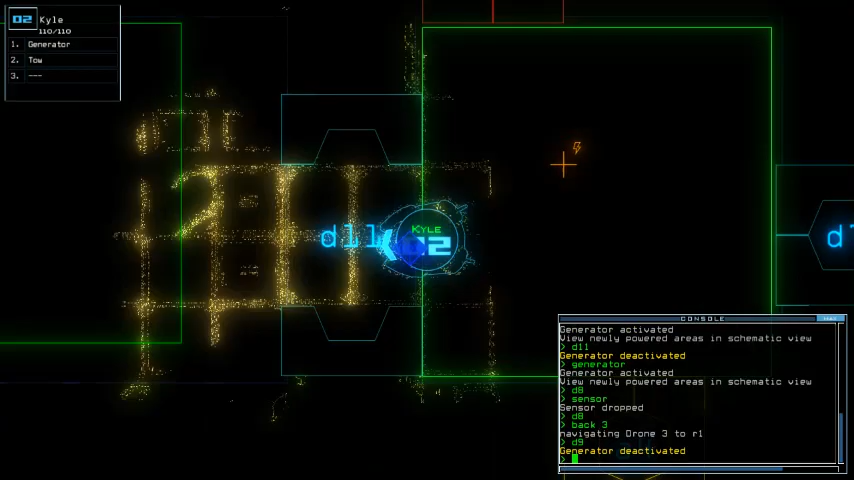 02 Kyle
110/110
1. Generator
2. Tow
3. ---
d11
Kyle
02
CONSOLE
Generator activated
View newly powered areas in schematic view
> d11
Generator deactivated
> generator
Generator activated
View newly powered areas in schematic view
> d8
> sensor
Sensor dropped
> d8
> back 3
navigating Drone 3 to r1
> d9
Generator deactivated
>